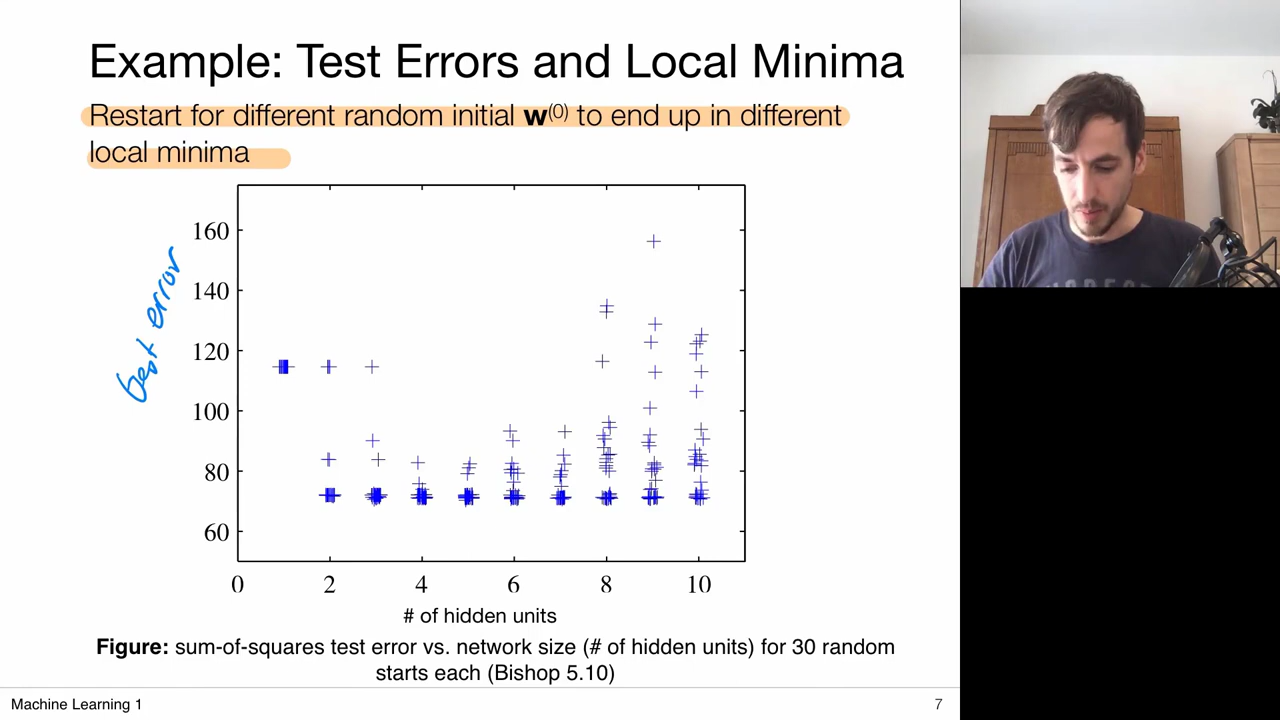 Example: Test Errors and Local Minima
Restart for different random initial w(0) to end up in different
local minima
160
140
120
100
80
60
0 2 4 6 8 10
# of hidden units
Figure: sum-of-squares test error vs. network size (# of hidden units) for 30 random
starts each (Bishop 5.10)
Machine Learning 1
7
error